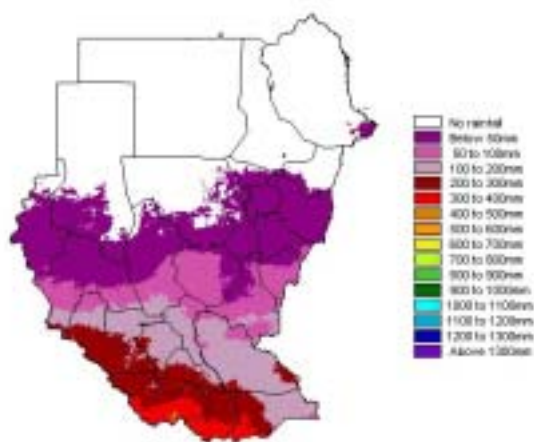 No rainfall
Below 50mm
50 to 100mm
100 to 200mm
200 to 300mm
300 to 400mm
400 to 500mm
500 to 600mm
600 to 700mm
700 to 800mm
800 to 900mm
900 to 1000mm
1000 to 1100mm
1100 to 1200mm
1200 to 1300mm
Above 1300mm